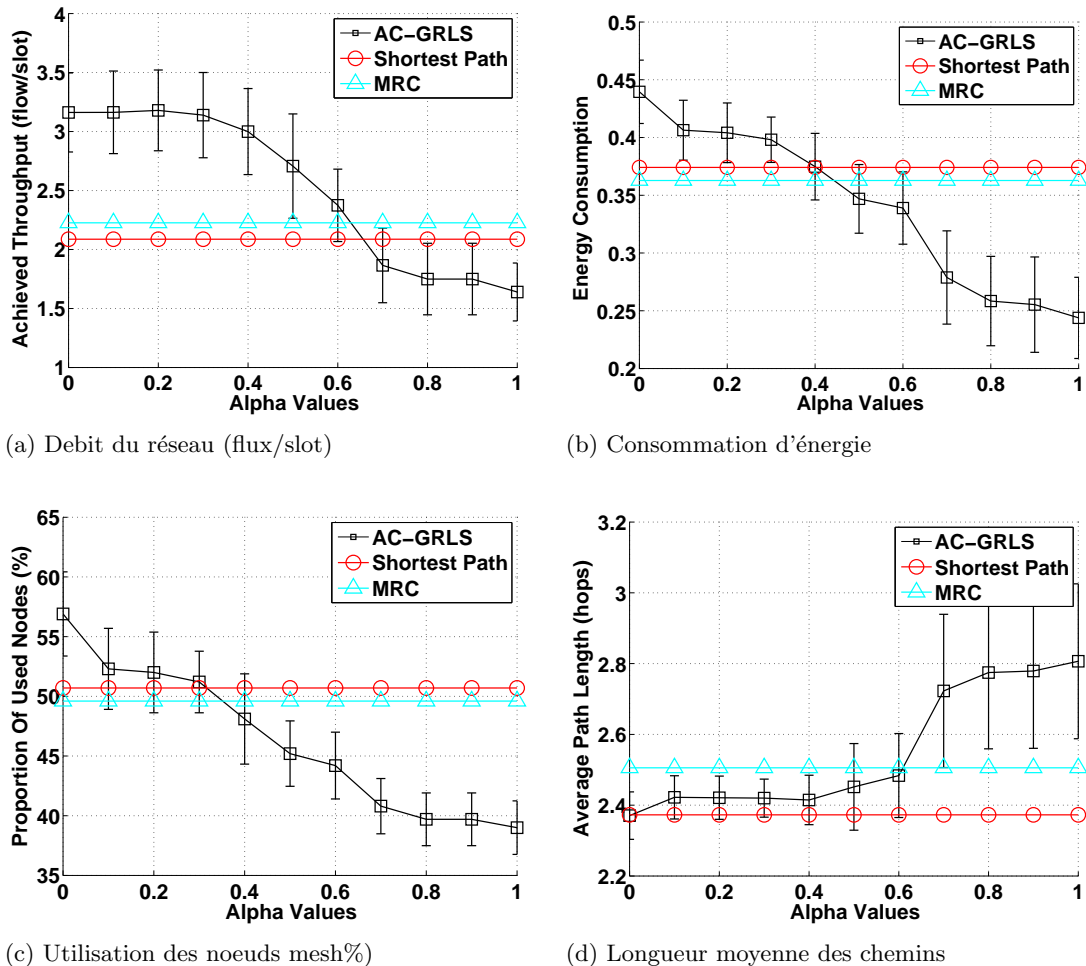 4
3.5
3
2.5
2
1.5
1
Achieved Throughput (flow/slot)
AC−GRLS
Shortest Path
MRC
0 0.2 0.4 0.6 0.8 1
Alpha Values
(a) Debit du réseau (flux/slot)
0.5
0.45
0.4
0.35
0.3
0.25
0.2
Energy Consumption
AC−GRLS
Shortest Path
MRC
0 0.2 0.4 0.6 0.8 1
Alpha Values
(b) Consommation d'énergie
65
60
55
50
45
40
35
Proportion Of Used Nodes (%)
AC−GRLS
Shortest Path
MRC
0 0.2 0.4 0.6 0.8 1
Alpha Values
(c) Utilisation des noeuds mesh%)
3.2
3
2.8
2.6
2.4
2.2
Average Path Length (hops)
AC−GRLS
Shortest Path
MRC
0 0.2 0.4 0.6 0.8 1
Alpha Values
(d) Longueur moyenne des chemins